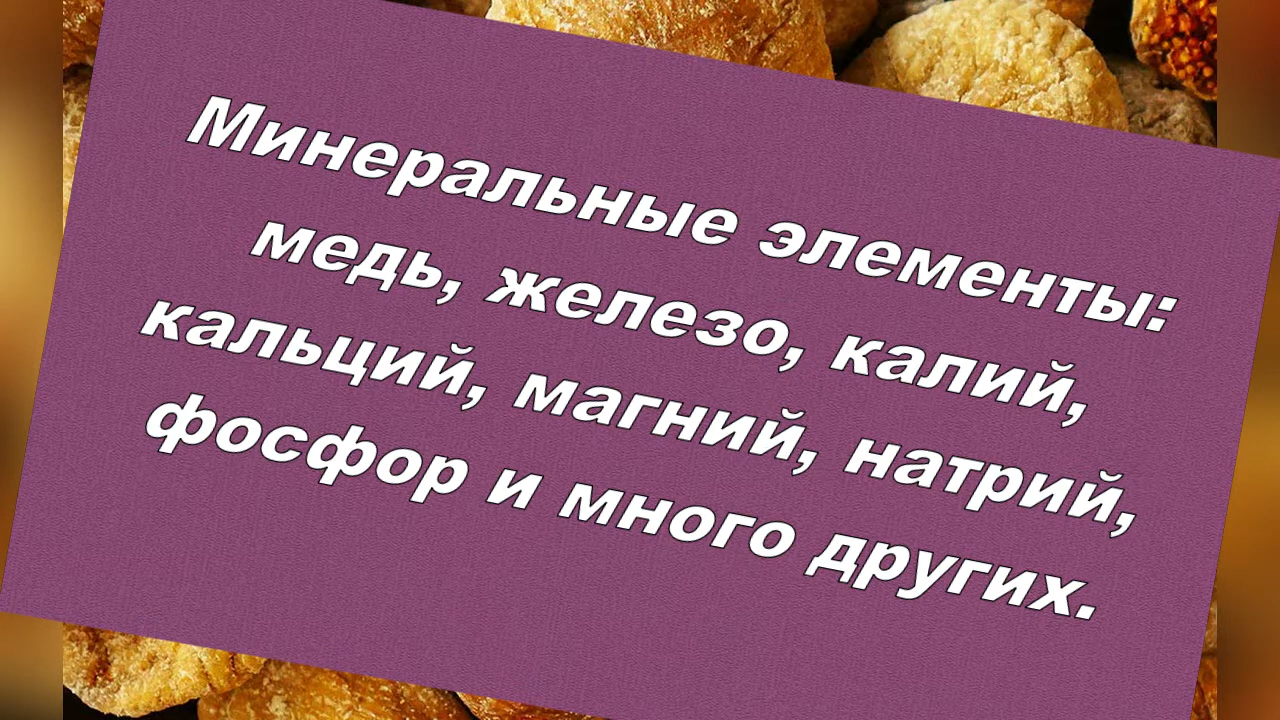 Минеральные элементы:
медь, железо, калий,
кальций, магний, натрий,
фосфор и много других.